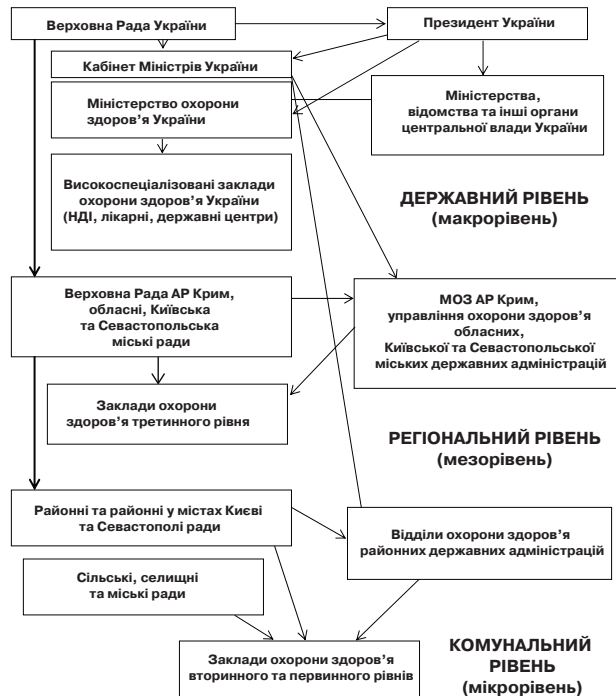 Верховна Рада України
Президент України
Кабінет Міністрів України
Міністерство охорони
здоров’я України
Міністерства,
відомства та інші органи
центральної влади України
Високоспеціалізовані заклади
охорони здоров’я України
(НДІ, лікарні, державні центри)
ДЕРЖАВНИЙ РІВЕНЬ
(макрорівень)
Верховна Рада АР Крим,
обласні, Київська
та Севастопольська
міські ради
МОЗ АР Крим,
управління охорони здоров’я
обласних,
Київської та Севастопольської
міських державних адміністрацій
Заклади охорони
здоров’я третинного рівня
РЕГІОНАЛЬНИЙ РІВЕНЬ
(мезорівень)
Районні та районні у містах Києві
та Севастополі ради
Відділи охорони здоров’я
районних державних адміністрацій
Сільські, селищні
та міські ради
Заклади охорони здоров’я
вторинного та первинного рівнів
КОМУНАЛЬНИЙ
РІВЕНЬ
(мікрорівень)